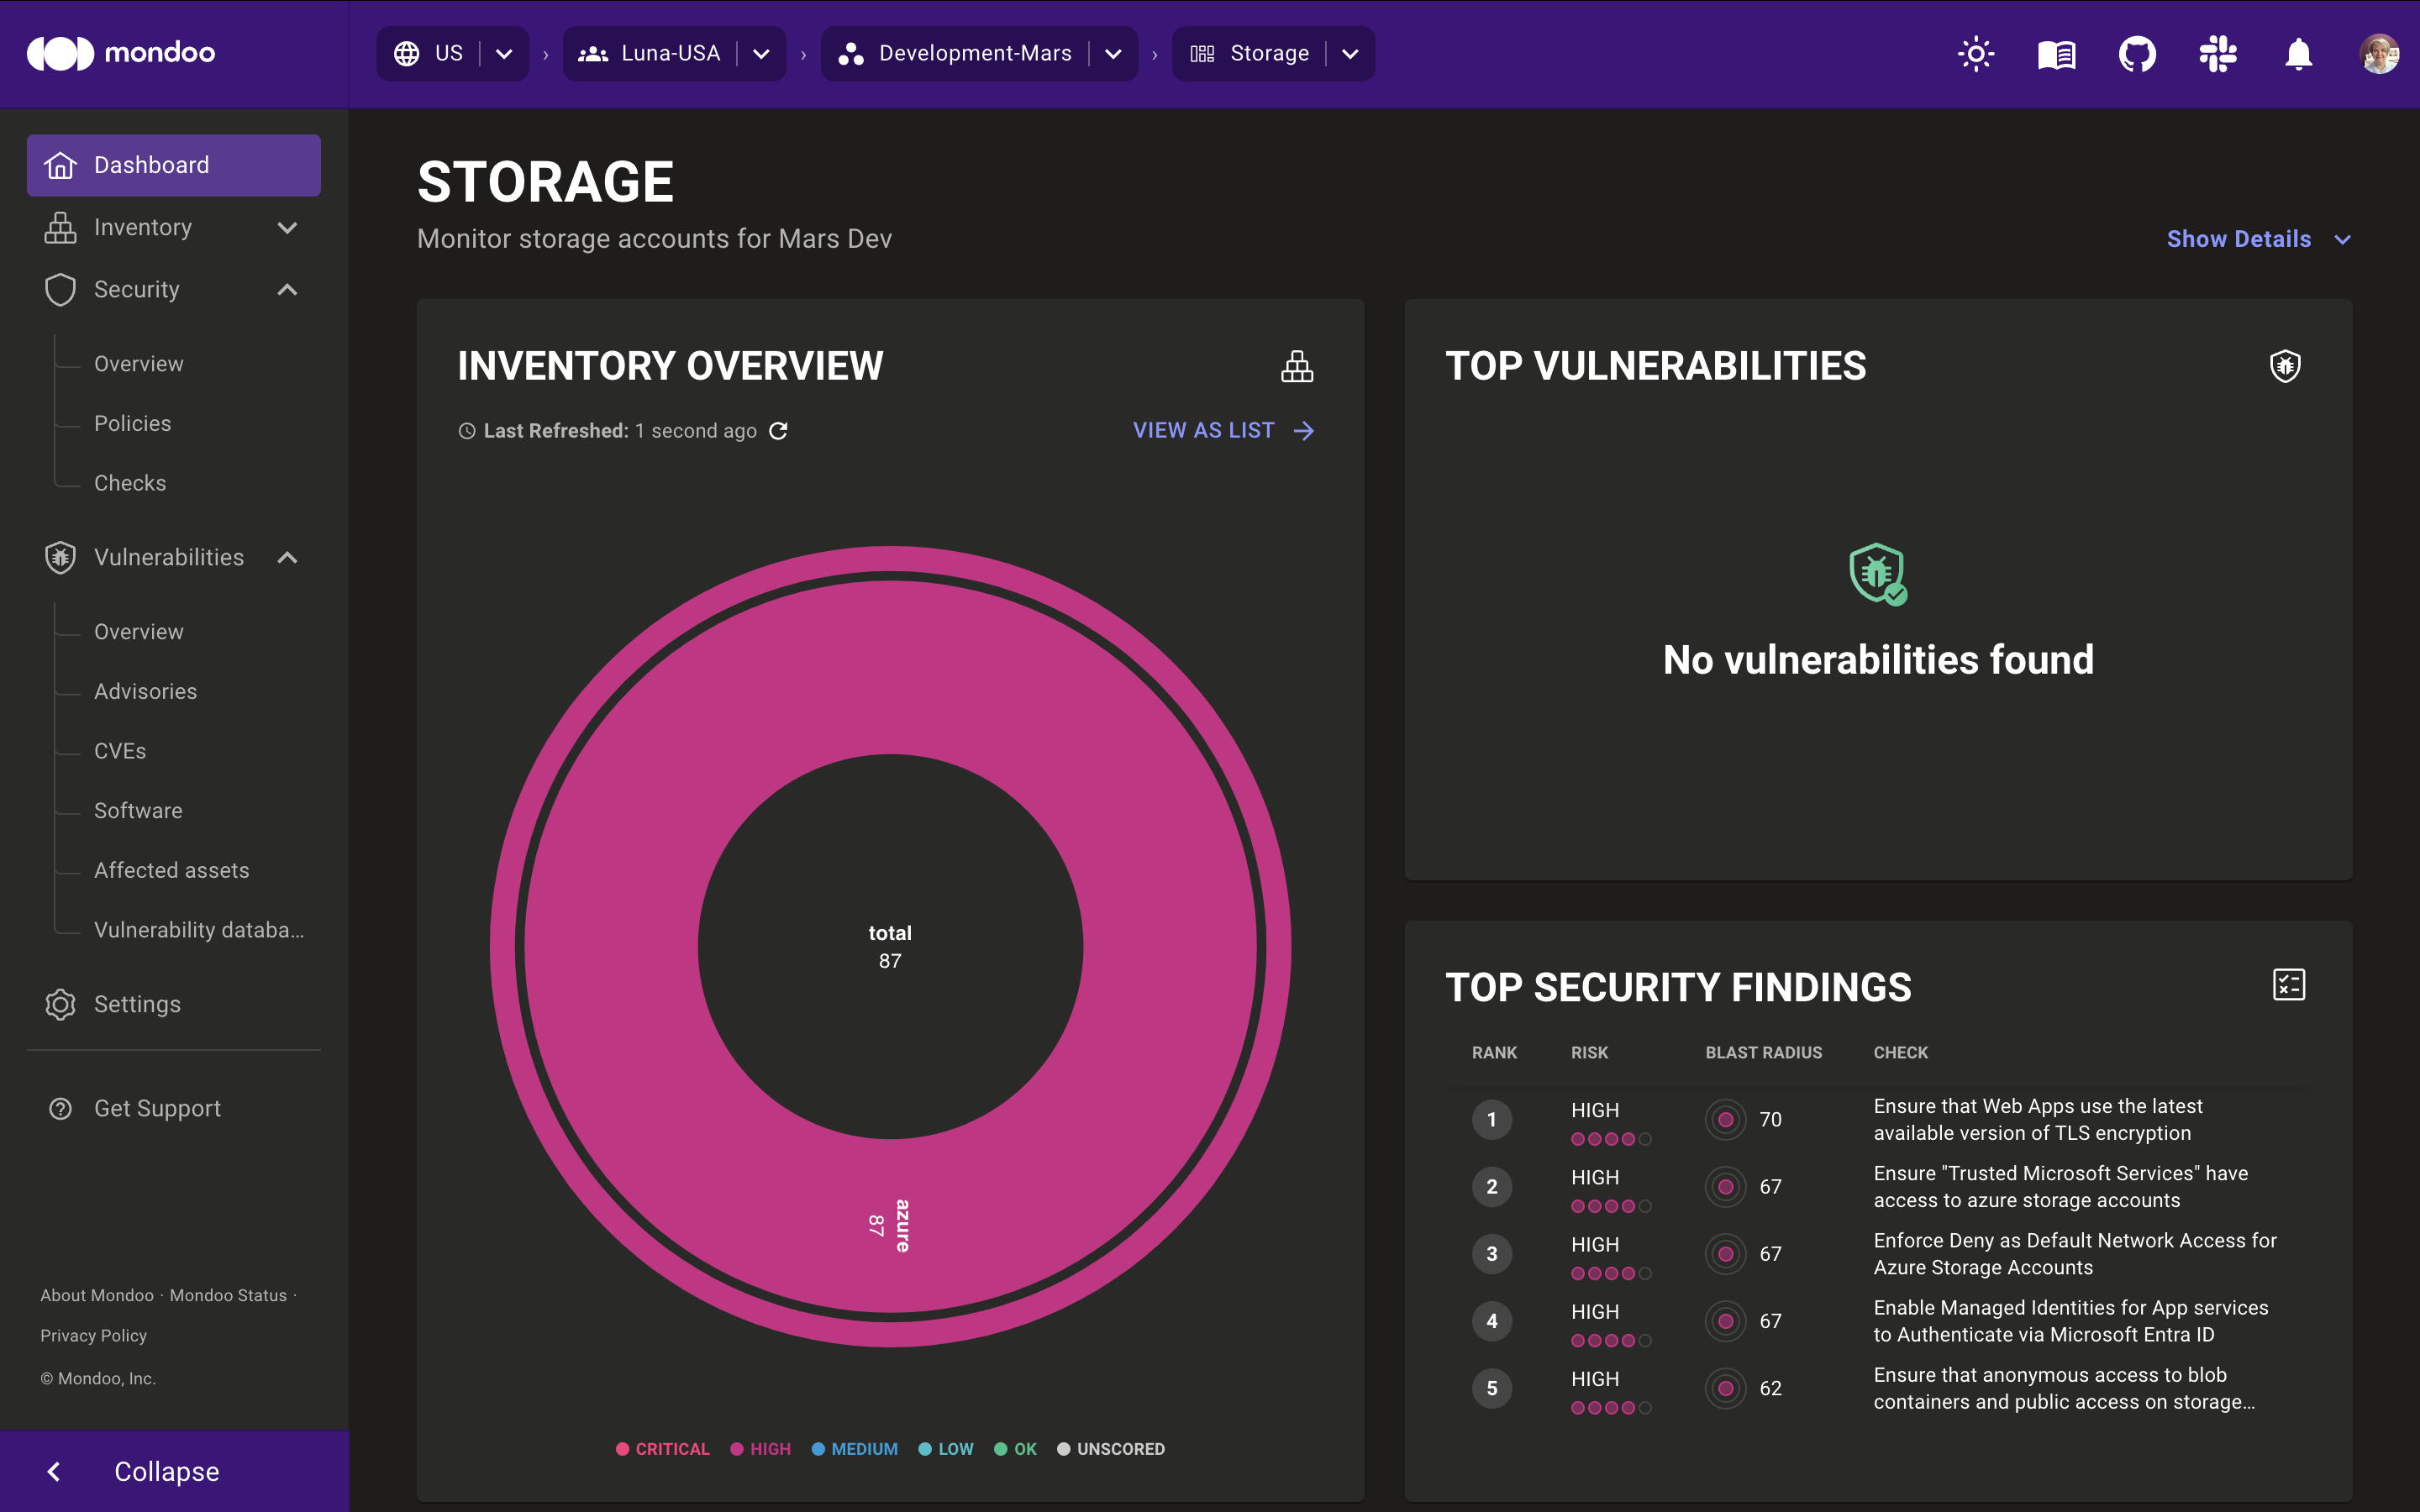 mondoo
US
Luna-USA
Development-Mars
Storage
Dashboard
Inventory
Security
Overview
Policies
Checks
Vulnerabilities
Overview
Advisories
CVEs
Software
Affected assets
Vulnerability databa...
Settings
Get Support
About Mondoo · Mondoo Status ·
Privacy Policy
© Mondoo, Inc.
Collapse
STORAGE
Monitor storage accounts for Mars Dev
Show Details
INVENTORY OVERVIEW
Last Refreshed: 1 second ago
VIEW AS LIST
total
87
azure
87
CRITICAL HIGH MEDIUM LOW OK UNSCORED
TOP VULNERABILITIES
No vulnerabilities found
TOP SECURITY FINDINGS
RANK RISK BLAST RADIUS CHECK
1 HIGH 70 Ensure that Web Apps use the latest
available version of TLS encryption
2 HIGH 67 Ensure "Trusted Microsoft Services" have
access to azure storage accounts
3 HIGH 67 Enforce Deny as Default Network Access for
Azure Storage Accounts
4 HIGH 67 Enable Managed Identities for App services
to Authenticate via Microsoft Entra ID
5 HIGH 62 Ensure that anonymous access to blob
containers and public access on storage...